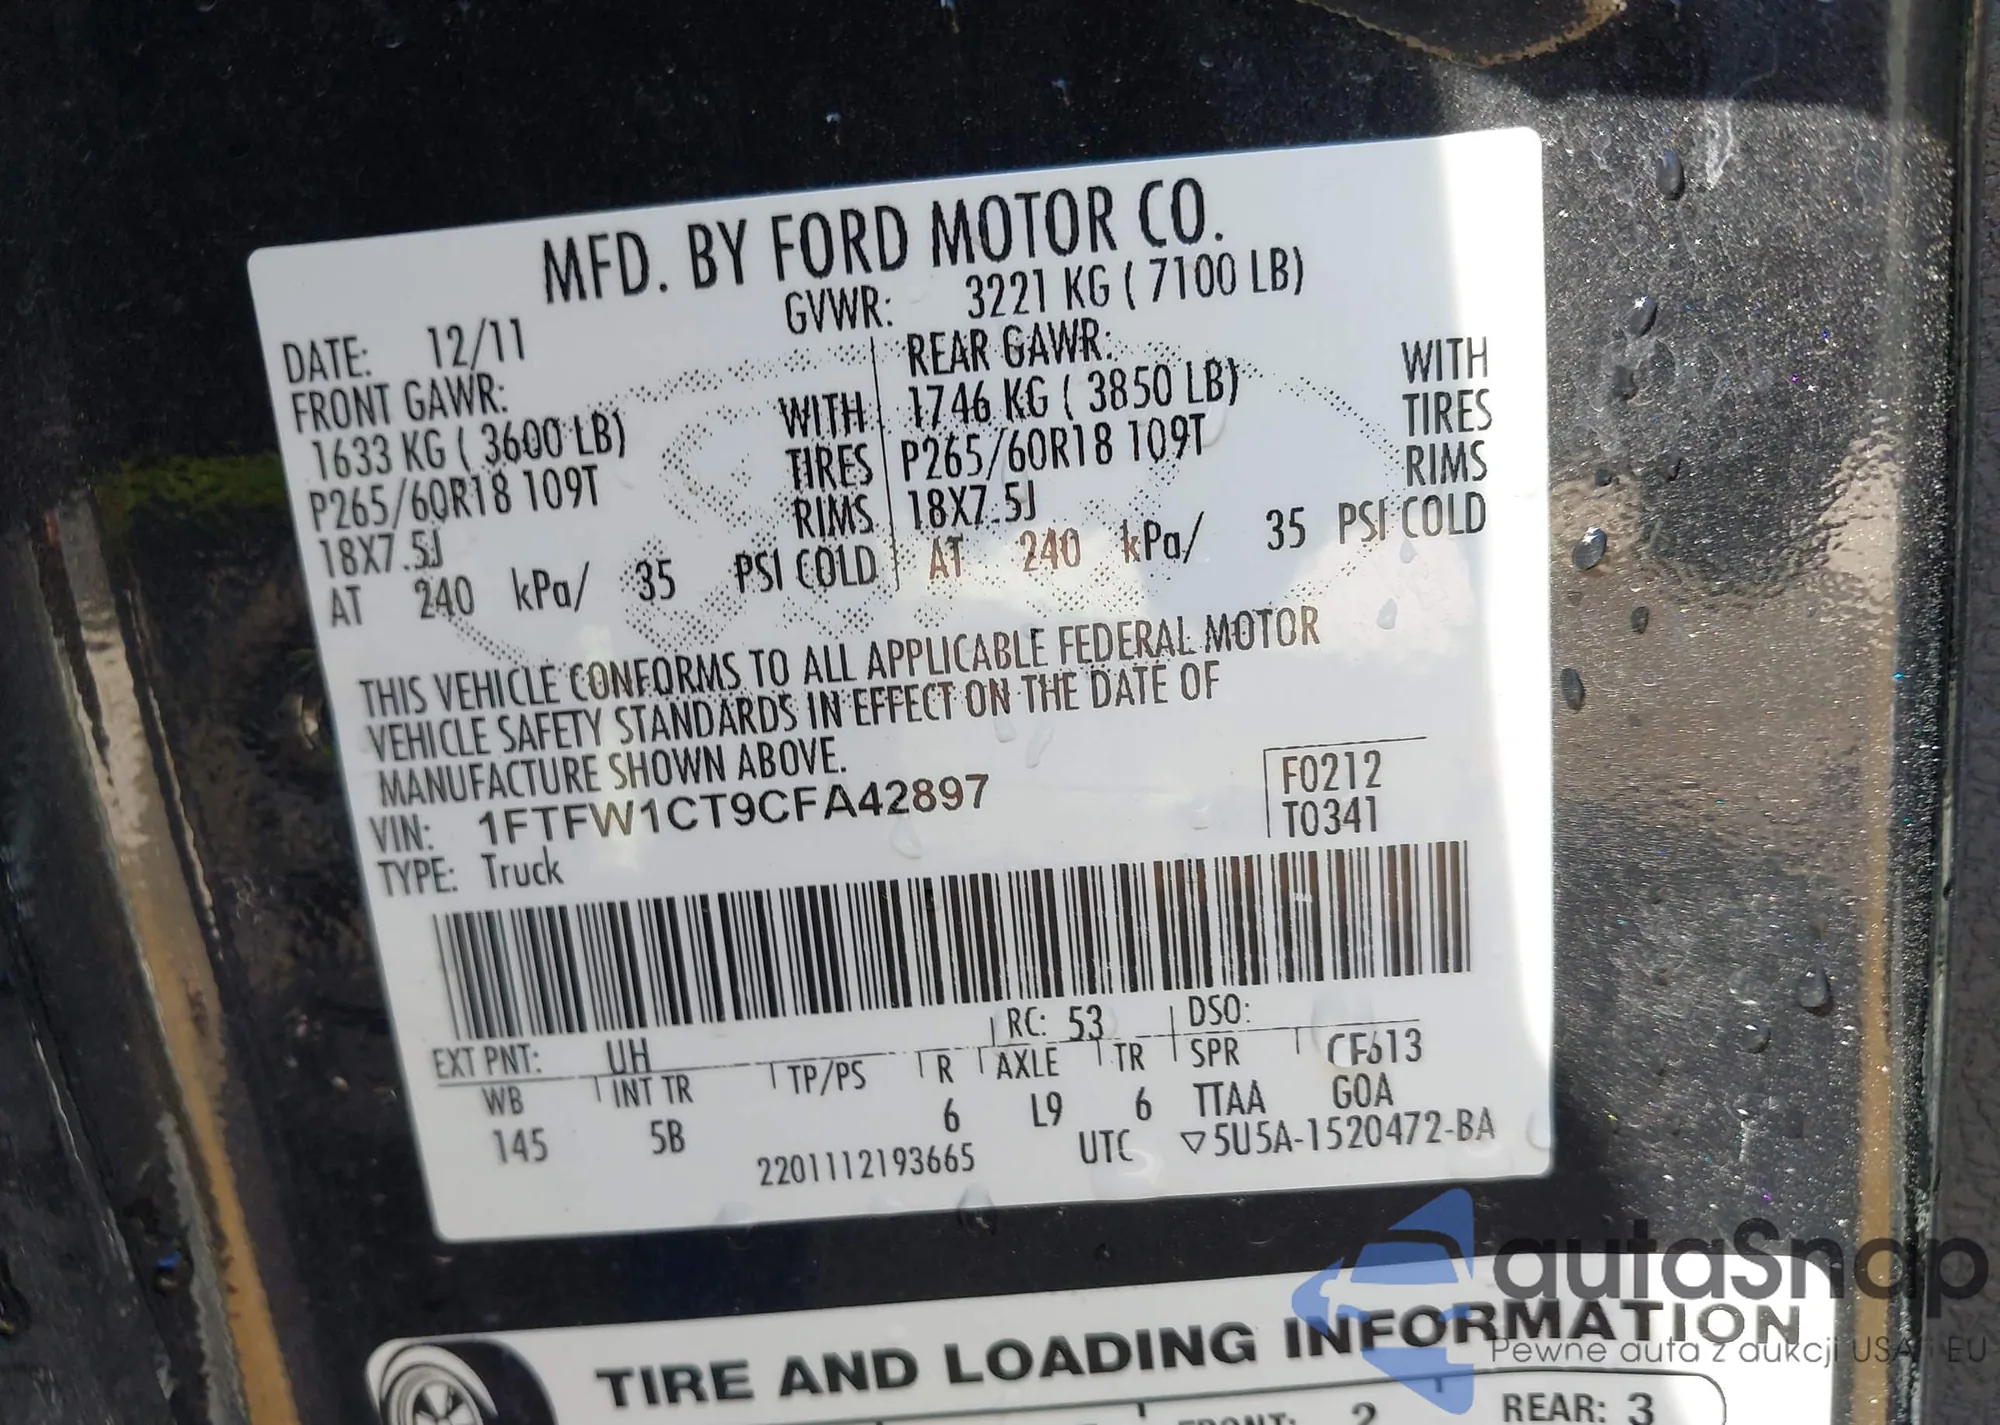 MFD. BY FORD MOTOR CO.
DATE: 12/11 GVWR: 3221 KG ( 7100 LB)
FRONT GAWR: REAR GAWR:
1633 KG ( 3600 LB) WITH 1746 KG ( 3850 LB) WITH
P265/60R18 109T TIRES P265/60R18 109T TIRES
18X7.5J RIMS 18X7.5J RIMS
AT 240 kPa/ 35 PSI COLD AT 240 kPa/ 35 PSI COLD
THIS VEHICLE CONFORMS TO ALL APPLICABLE FEDERAL MOTOR
VEHICLE SAFETY STANDARDS IN EFFECT ON THE DATE OF
MANUFACTURE SHOWN ABOVE.
VIN: 1FTFW1CT9CFA42897 F0212
TYPE: Truck T0341
EXT PNT: UH RC: 53 DSO:
WB INT TR TP/PS R AXLE TR SPR CF613
145 5B 6 L9 6 TTAA GOA
2201112193665 UTC ▽5U5A-1520472-BA
autaSnap
Pewne auta z aukcji USA i EU
TIRE AND LOADING INFORMATION
FRONT: 2 REAR: 3